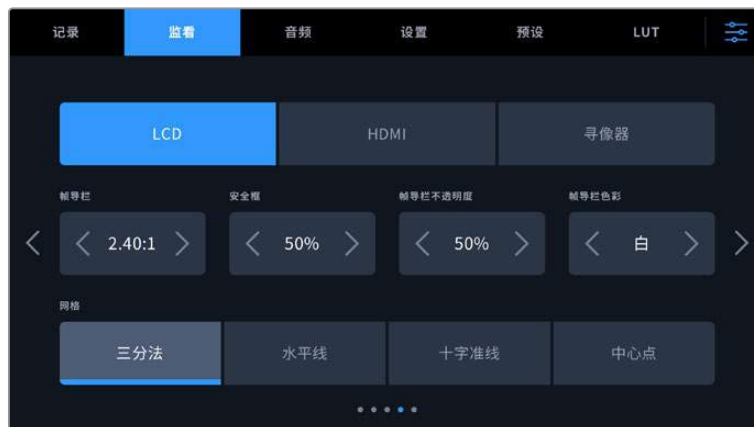 记录 监看 音频 设置 预设 LUT
LCD HDMI 寻像器
帧导栏 安全框 帧导栏不透明度 帧导栏色彩
2.40:1 50% 50% 白
网格
三分法 水平线 十字准线 中心点